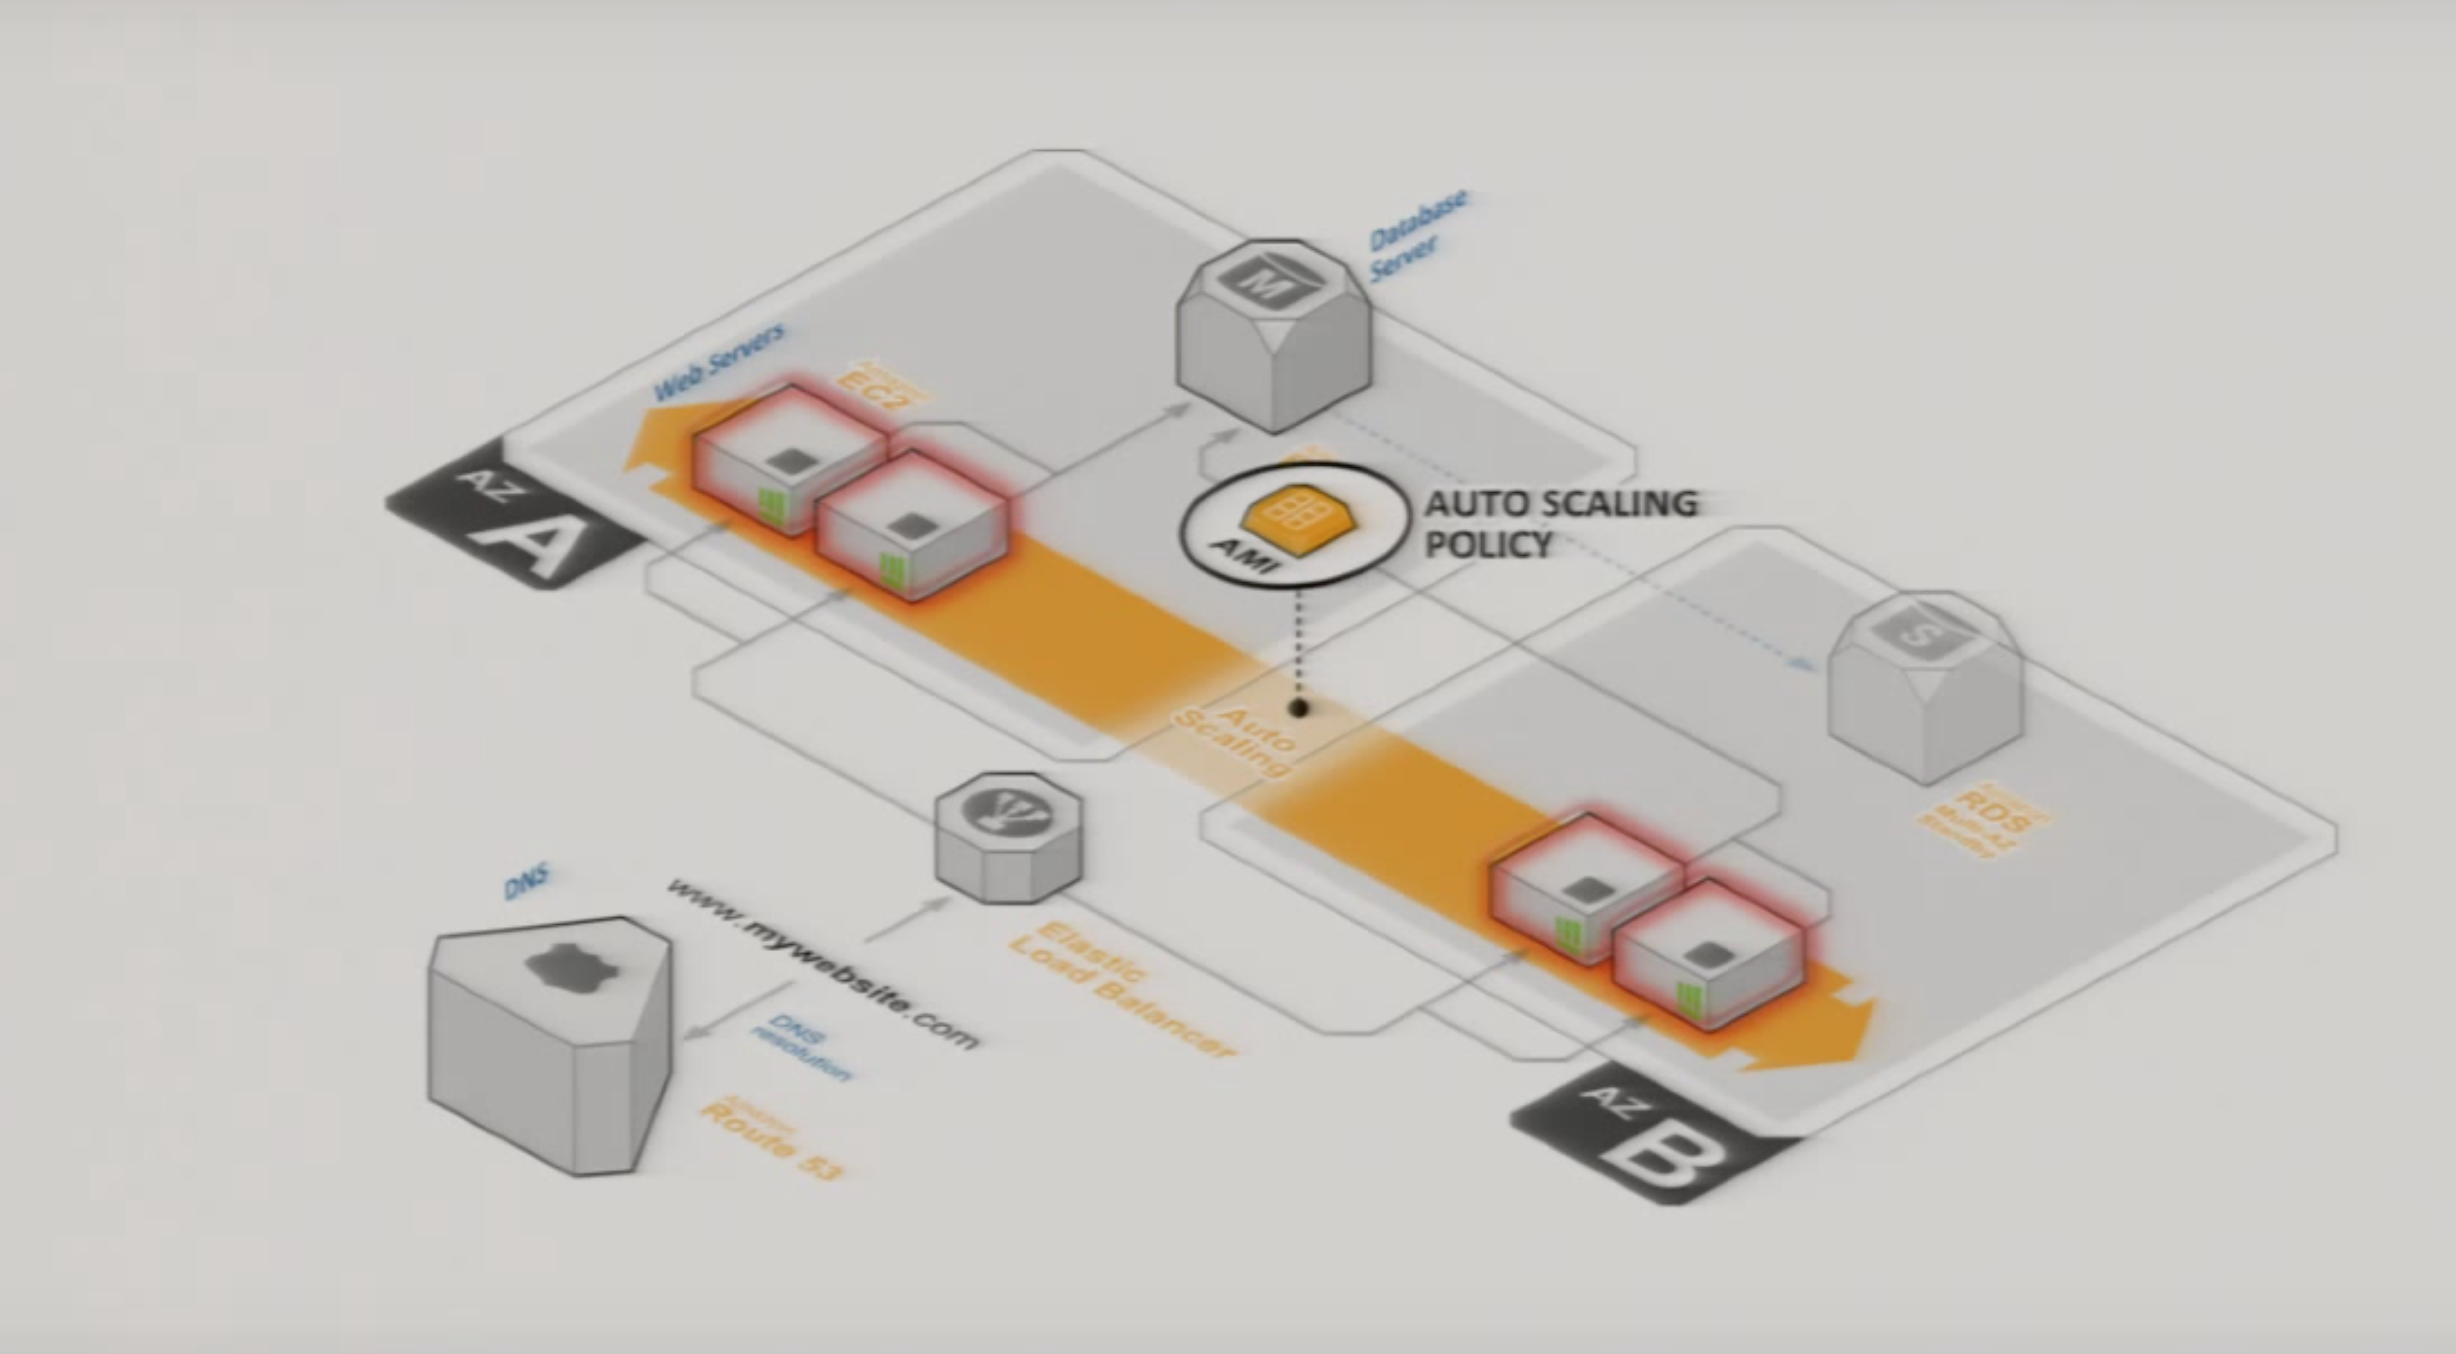 Database
Server
Web Servers
Amazon
EC2
M
AZ
A
AMI
AUTO SCALING
POLICY
S
Auto
Scaling
Amazon
RDS
Multi-AZ
Standby
DNS
www.mywebsite.com
Elastic
Load Balancer
DNS
resolution
Amazon
Route 53
AZ
B